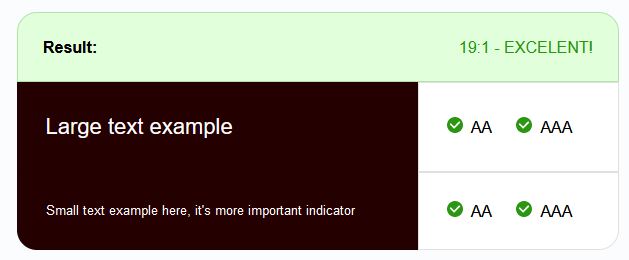 Result: 19:1 - EXCELENT!
Large text example AA AAA
Small text example here, it's more important indicator AA AAA